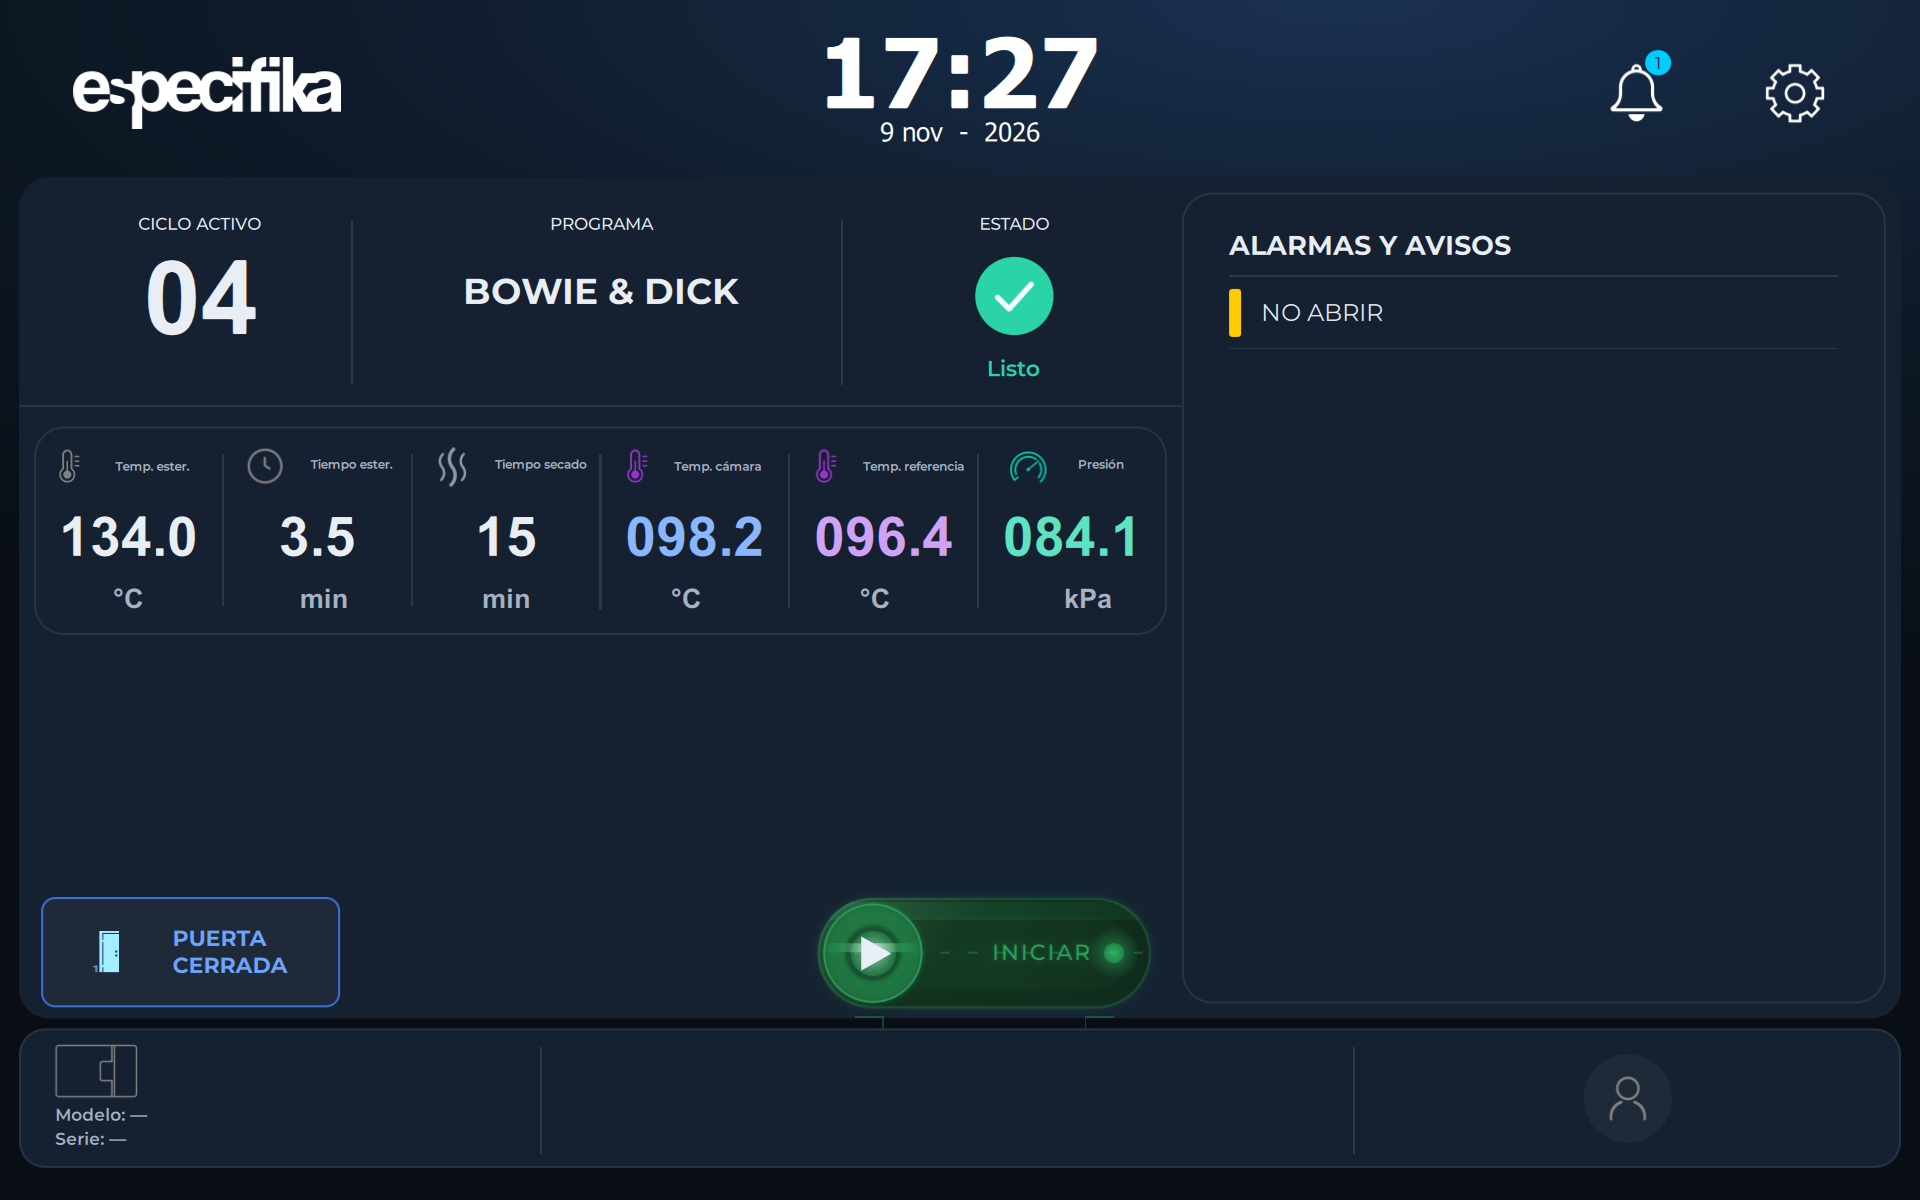 especifika
17:27
9 nov - 2026
1
CICLO ACTIVO
04
PROGRAMA
BOWIE & DICK
ESTADO
Listo
ALARMAS Y AVISOS
NO ABRIR
Temp. ester.
134.0
°C
Tiempo ester.
3.5
min
Tiempo secado
15
min
Temp. cámara
098.2
°C
Temp. referencia
096.4
°C
Presión
084.1
kPa
PUERTA
CERRADA
INICIAR
Modelo: —
Serie: —